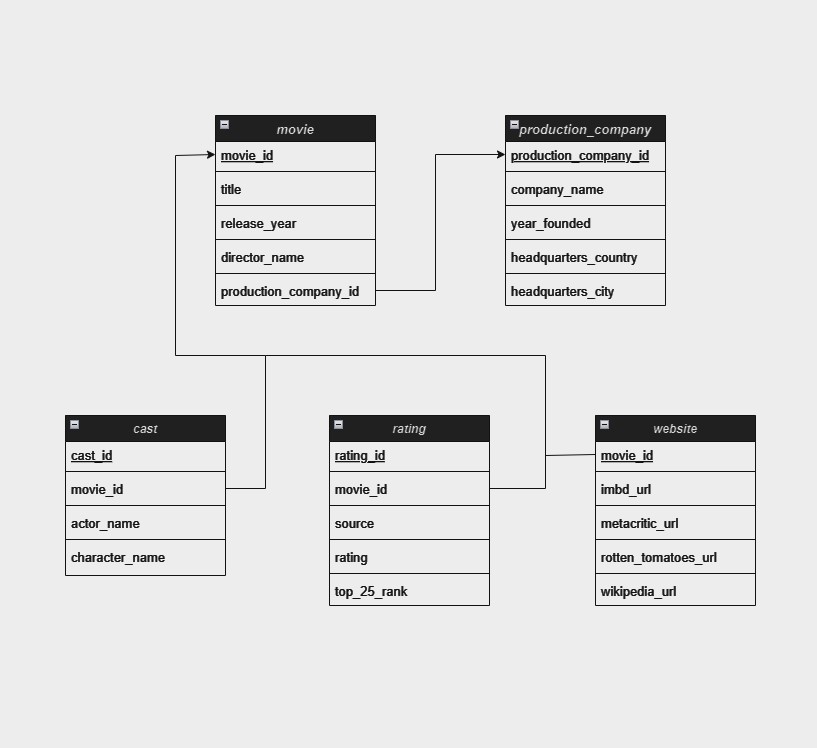 movie
movie_id
title
release_year
director_name
production_company_id
production_company
production_company_id
company_name
year_founded
headquarters_country
headquarters_city
cast
cast_id
movie_id
actor_name
character_name
rating
rating_id
movie_id
source
rating
top_25_rank
website
movie_id
imbd_url
metacritic_url
rotten_tomatoes_url
wikipedia_url